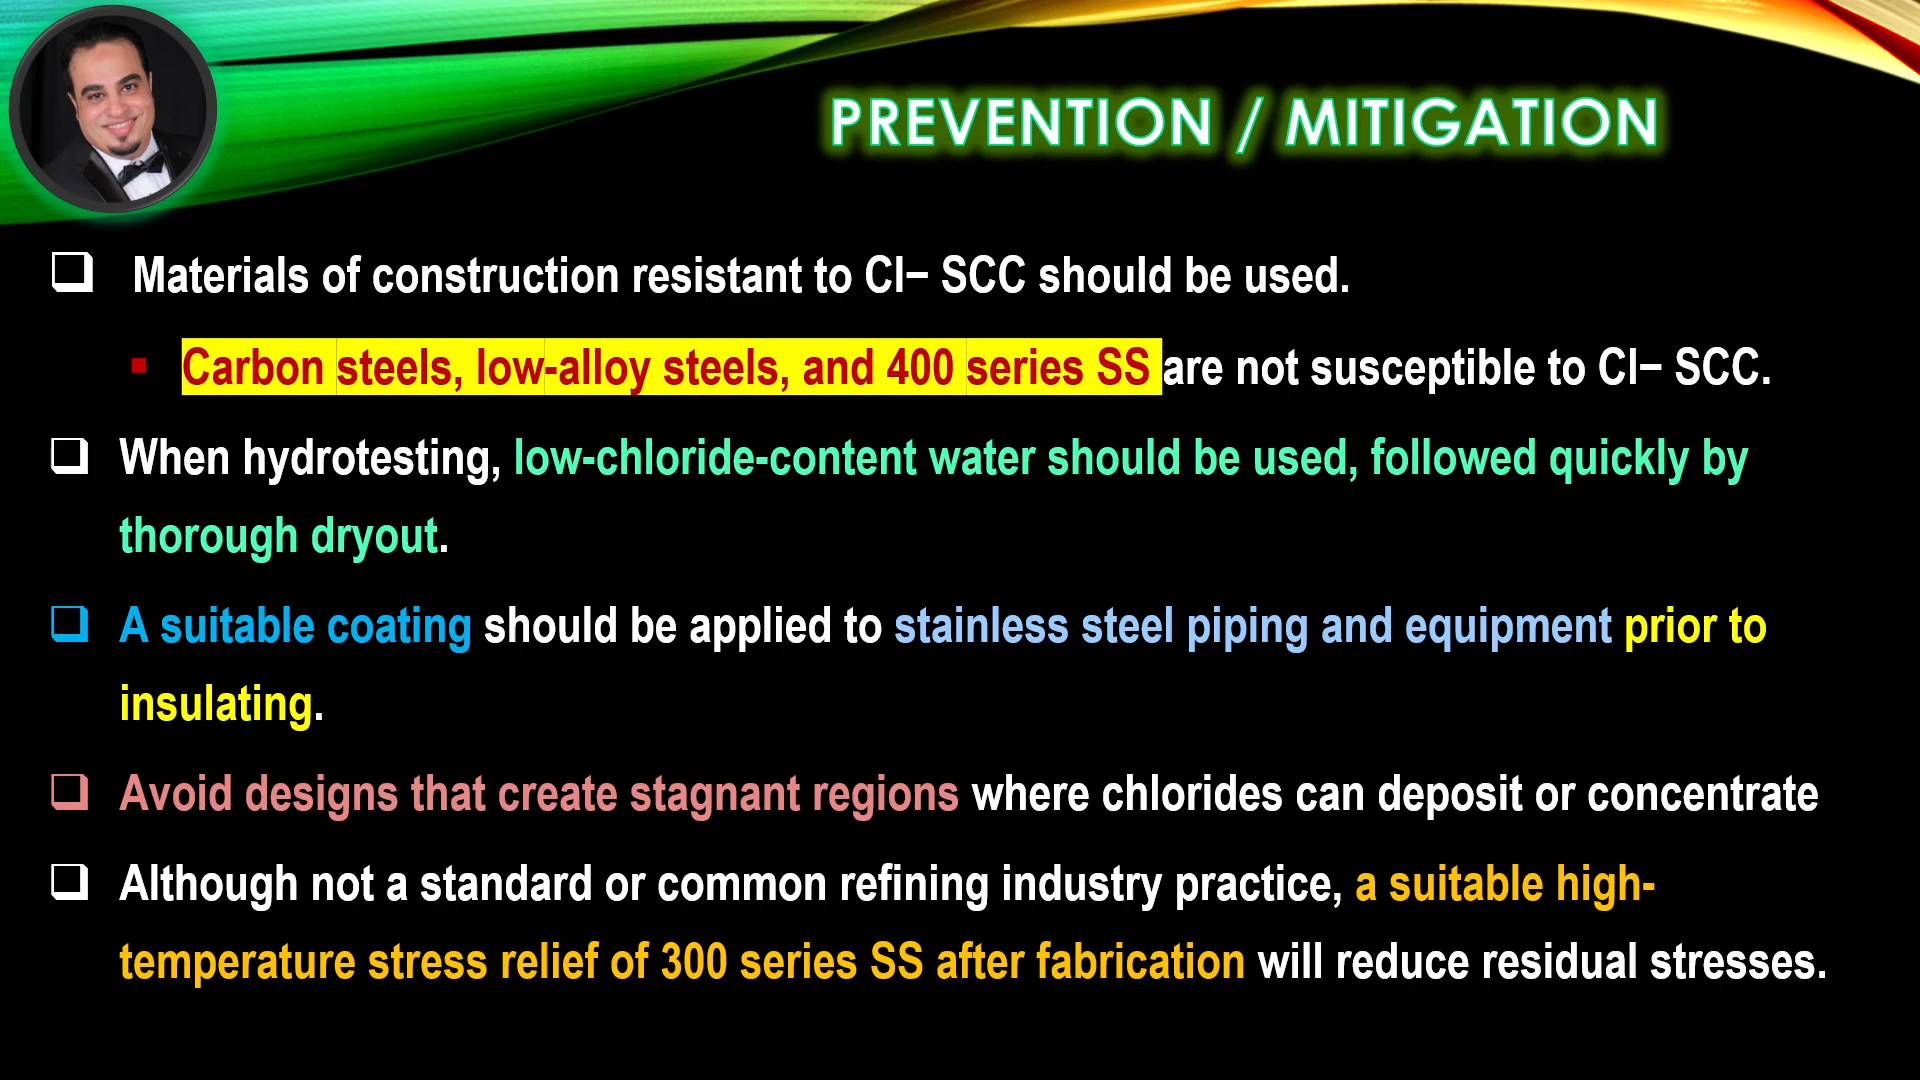 PREVENTION / MITIGATION
Materials of construction resistant to Cl− SCC should be used.
Carbon steels, low-alloy steels, and 400 series SS are not susceptible to Cl− SCC.
When hydrotesting, low-chloride-content water should be used, followed quickly by
thorough dryout.
A suitable coating should be applied to stainless steel piping and equipment prior to
insulating.
Avoid designs that create stagnant regions where chlorides can deposit or concentrate
Although not a standard or common refining industry practice, a suitable high-
temperature stress relief of 300 series SS after fabrication will reduce residual stresses.